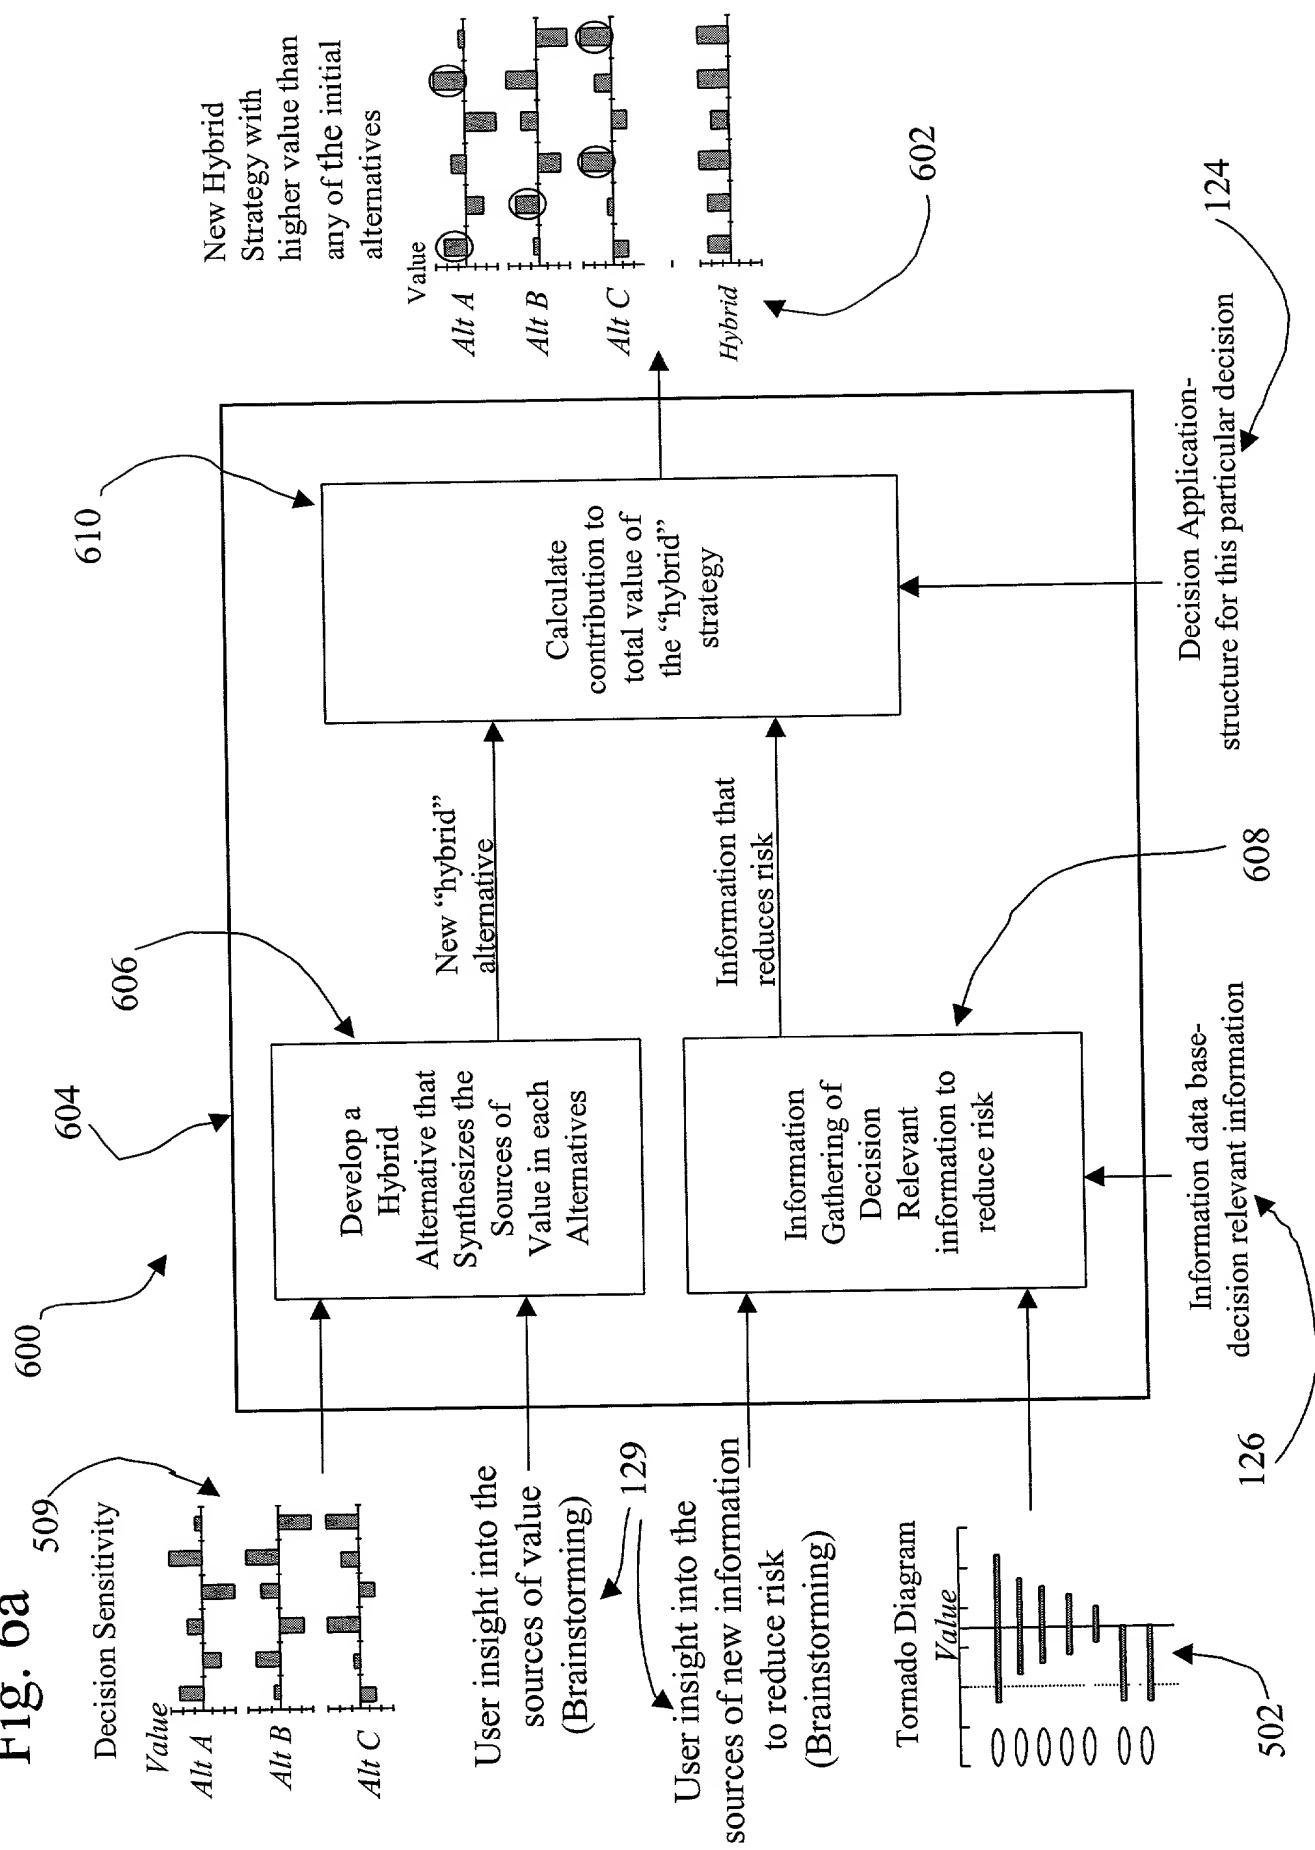 Fig. 6a
600
604
606
610
509
Decision Sensitivity
Value
Alt A
Alt B
Alt C
User insight into the
sources of value
(Brainstorming)
129
User insight into the
sources of new information
to reduce risk
(Brainstorming)
Tornado Diagram
Value
502
Develop a
Hybrid
Alternative that
Synthesizes the
Sources of
Value in each
Alternatives
Information
Gathering of
Decision
Relevant
information to
reduce risk
New “hybrid”
alternative
Information that
reduces risk
608
Information data base-
decision relevant information
126
Calculate
contribution to
total value of
the “hybrid”
strategy
Decision Application-
structure for this particular decision
124
New Hybrid
Strategy with
higher value than
any of the initial
alternatives
Value
Alt A
Alt B
Alt C
Hybrid
602